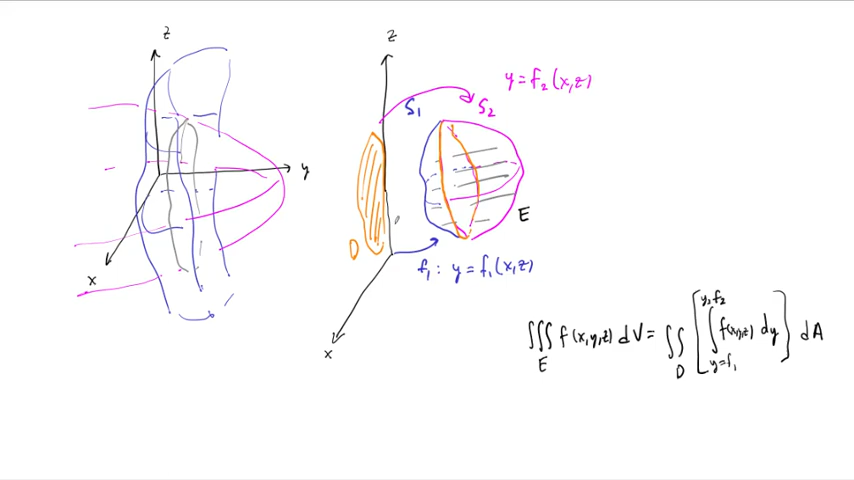 z
y
x
z
x
D
S₁
S₂
y = f₂(x,z)
E
f₁ : y = f₁(x,z)
∭_E f(x,y,z) dV = ∬_D [ ∫_{y=f₁}^{y=f₂} f(x,y,z) dy ] dA